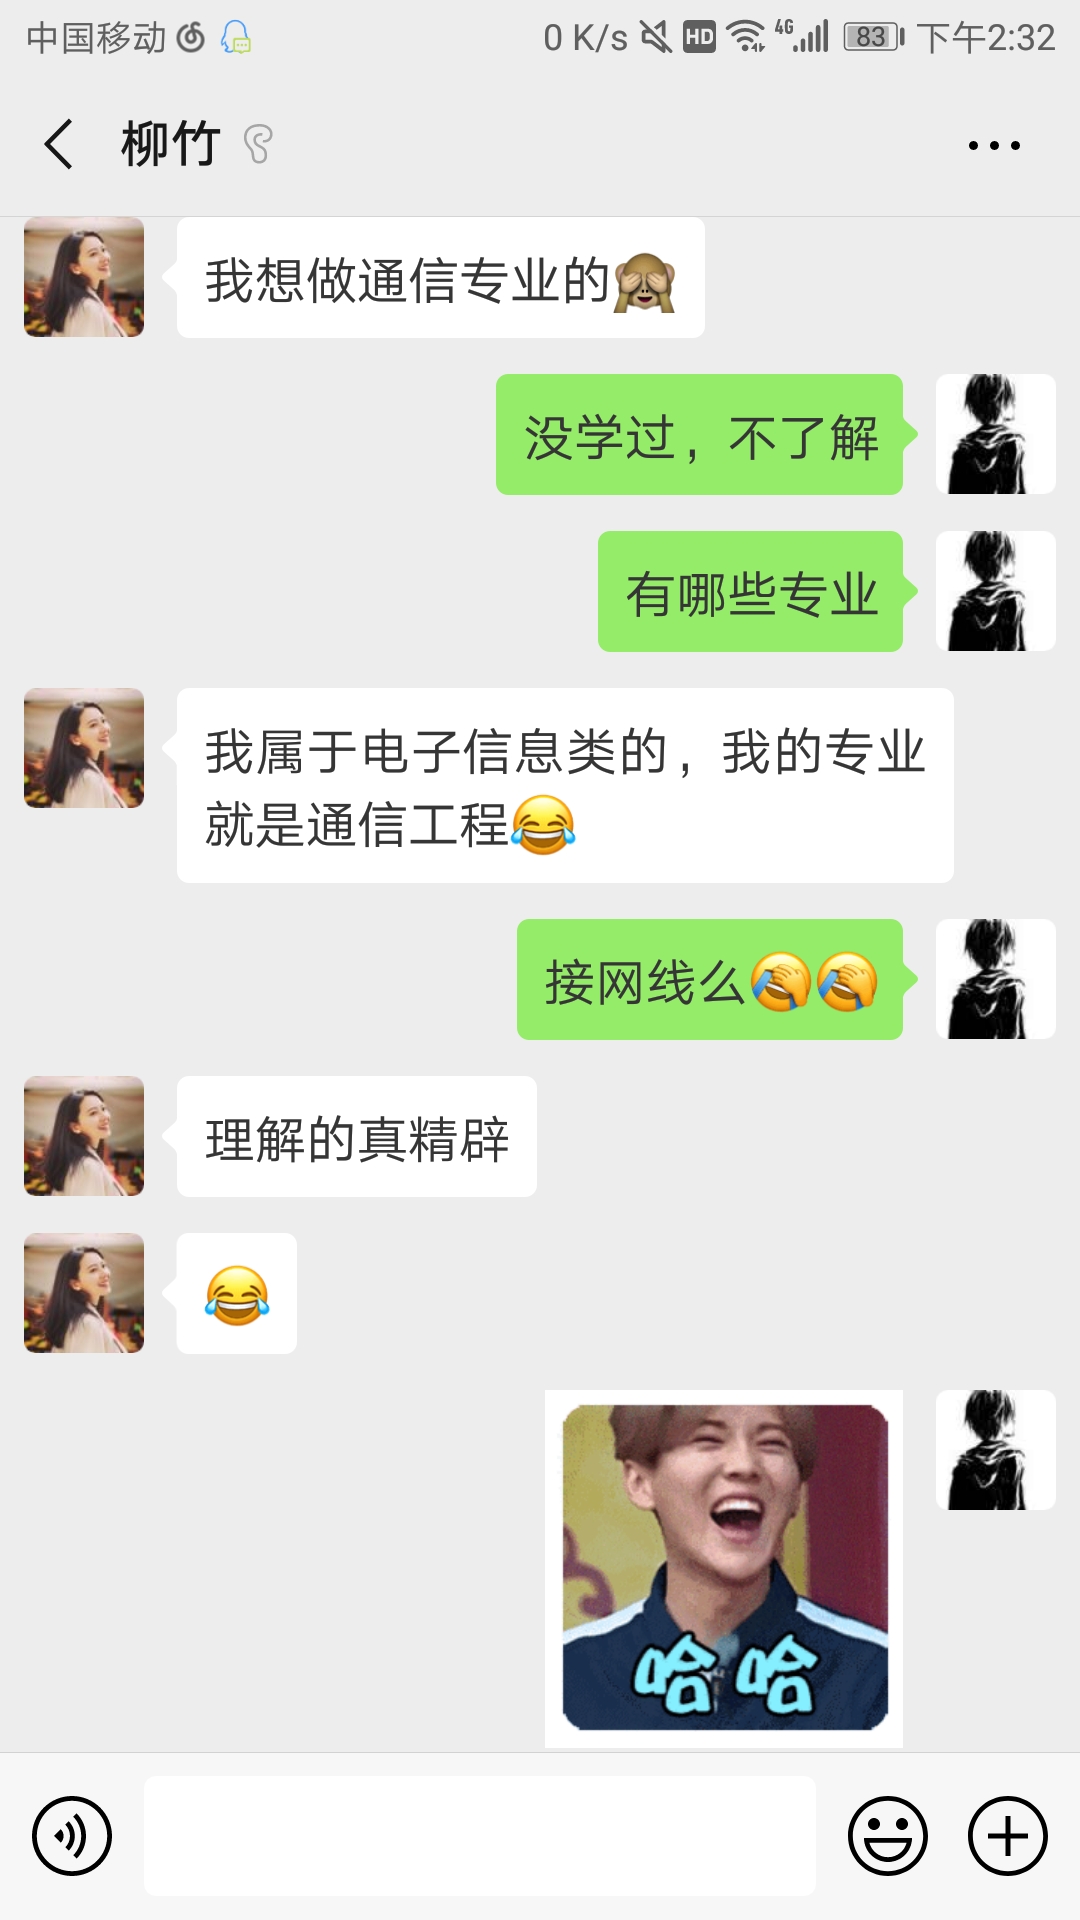 中国移动
0 K/s HD 4G 83 下午2:32
柳竹
我想做通信专业的🙈
没学过，不了解
有哪些专业
我属于电子信息类的，我的专业
就是通信工程😂
接网线么🤦🤦
理解的真精辟
😂
哈哈